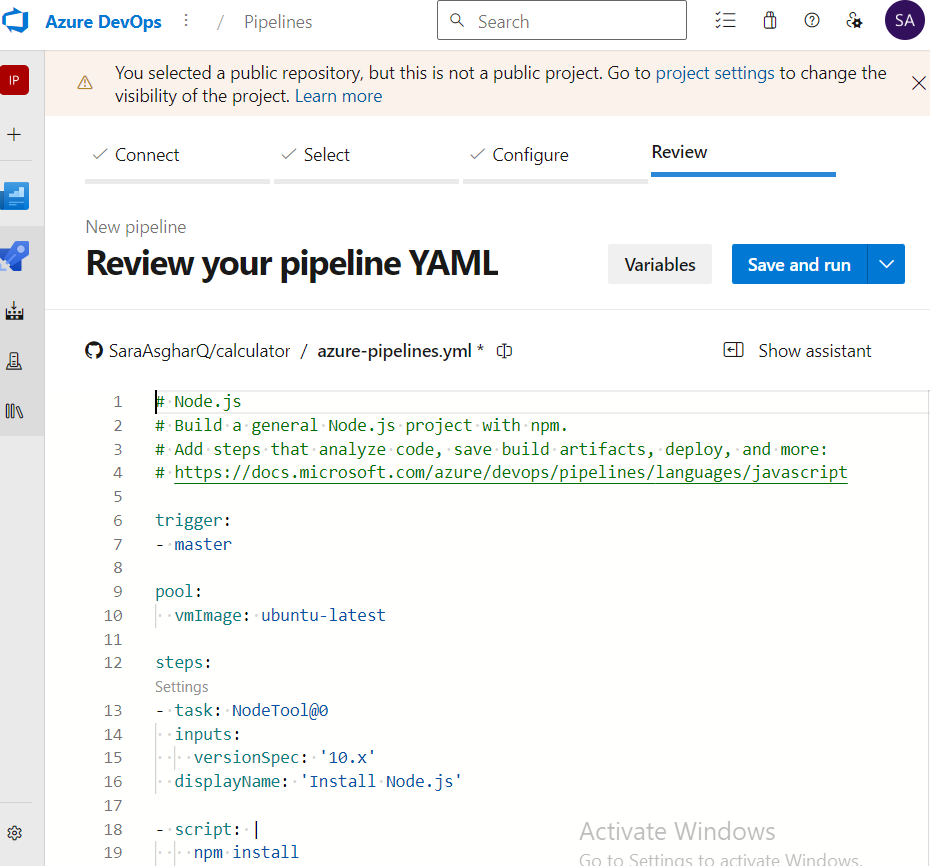 Azure DevOps / Pipelines
Search
SA
IP
You selected a public repository, but this is not a public project. Go to project settings to change the
visibility of the project. Learn more
Connect
Select
Configure
Review
New pipeline
Review your pipeline YAML
Variables
Save and run
SaraAsgharQ/calculator / azure-pipelines.yml *
Show assistant
1 # Node.js
2 # Build a general Node.js project with npm.
3 # Add steps that analyze code, save build artifacts, deploy, and more:
4 # https://docs.microsoft.com/azure/devops/pipelines/languages/javascript
5
6 trigger:
7 - master
8
9 pool:
10   vmImage: ubuntu-latest
11
12 steps:
Settings
13 - task: NodeTool@0
14   inputs:
15     versionSpec: '10.x'
16   displayName: 'Install Node.js'
17
18 - script: |
19     npm install
Activate Windows
Go to Settings to activate Windows.